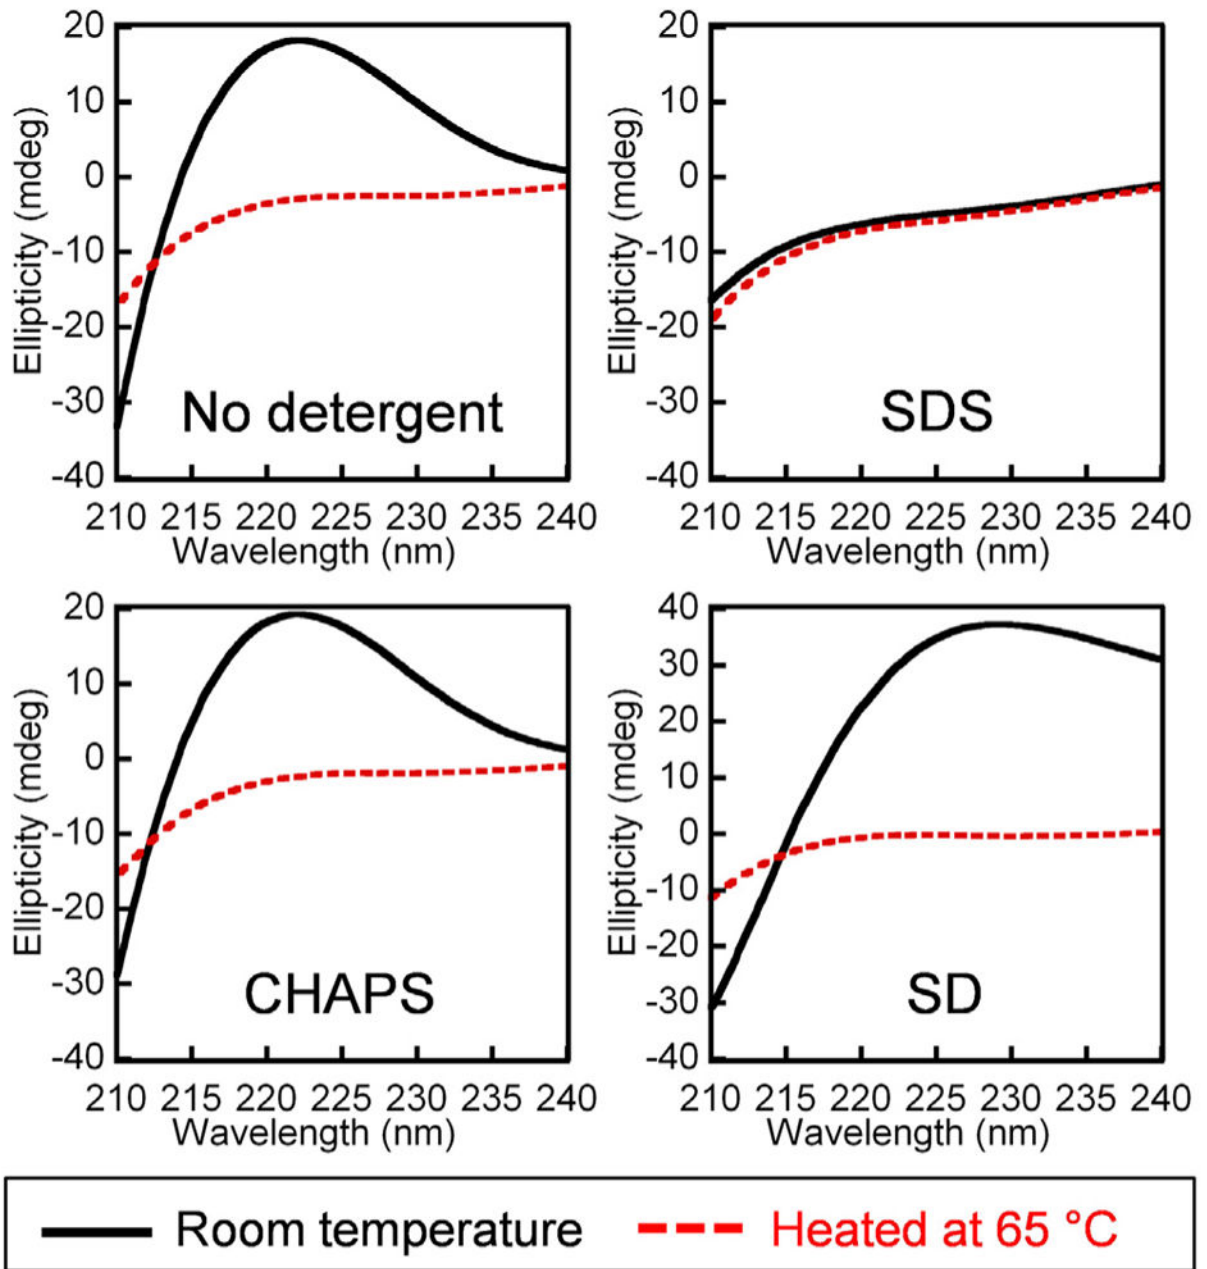 20
10
0
-10
-20
-30
-40
Ellipticity (mdeg)
No detergent
210 215 220 225 230 235 240
Wavelength (nm)
20
10
0
-10
-20
-30
-40
Ellipticity (mdeg)
SDS
210 215 220 225 230 235 240
Wavelength (nm)
20
10
0
-10
-20
-30
-40
Ellipticity (mdeg)
CHAPS
210 215 220 225 230 235 240
Wavelength (nm)
40
30
20
10
0
-10
-20
-30
-40
Ellipticity (mdeg)
SD
210 215 220 225 230 235 240
Wavelength (nm)
Room temperature
Heated at 65 °C